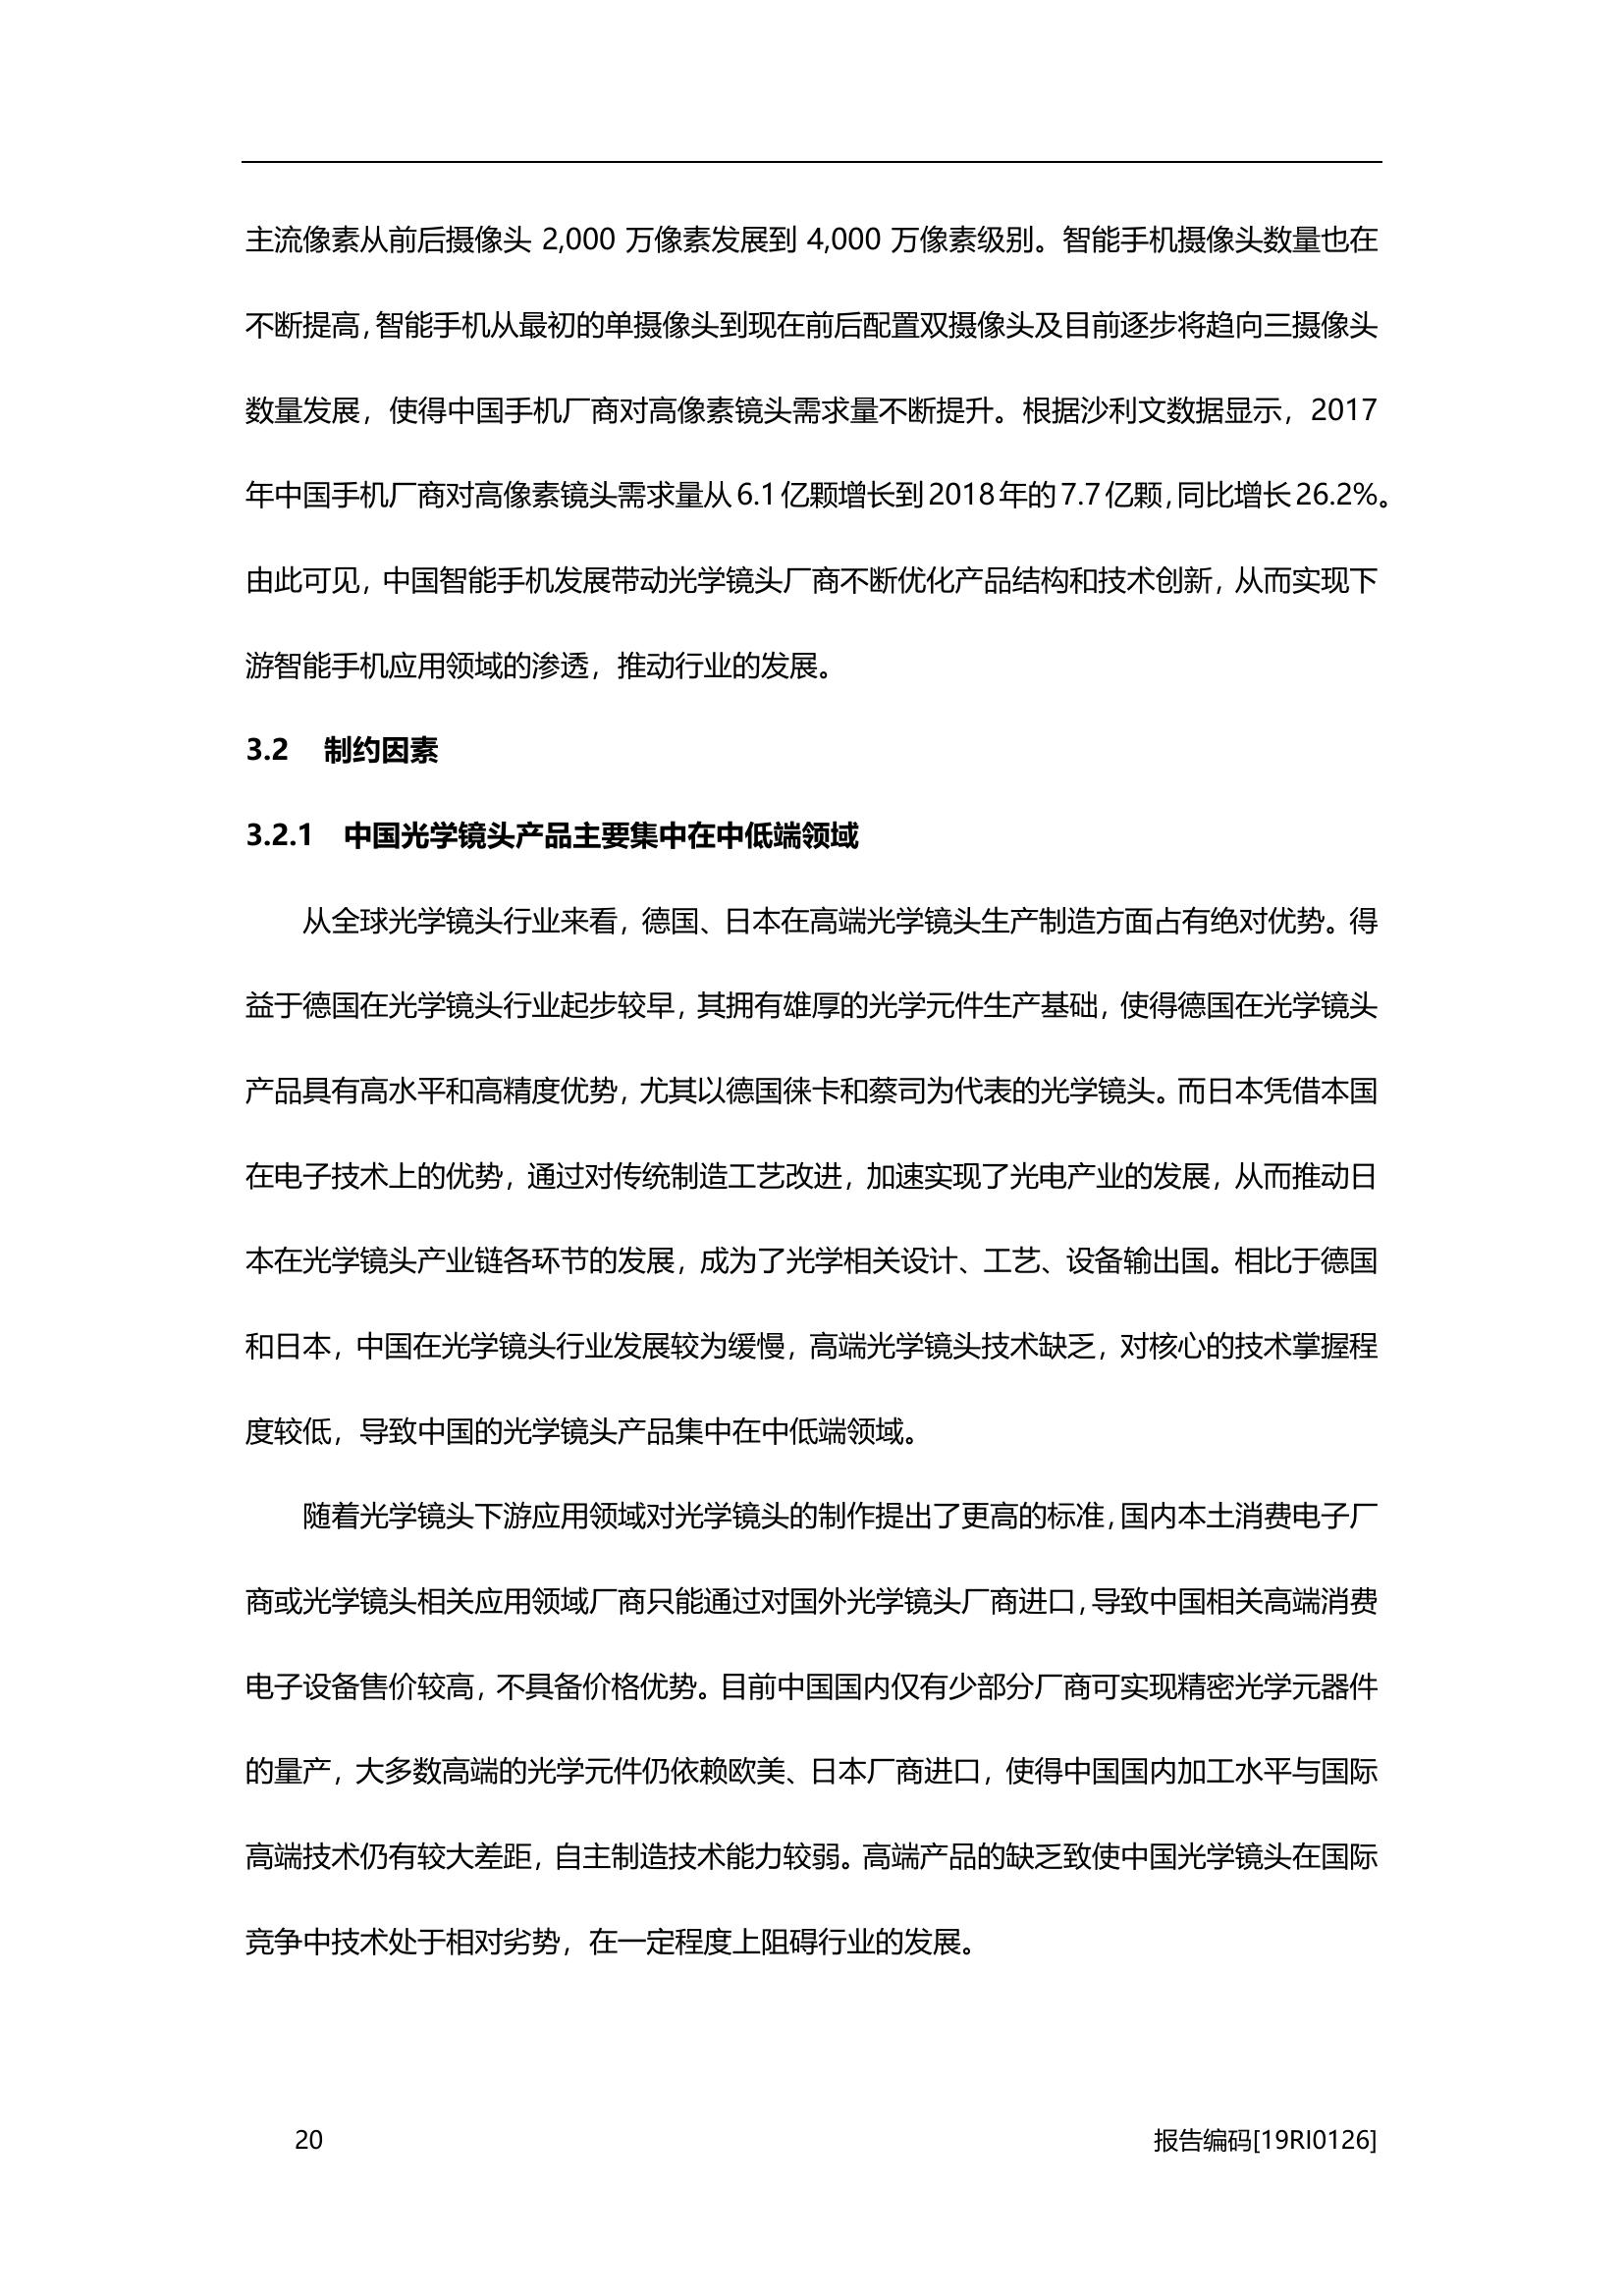 主流像素从前后摄像头 2,000 万像素发展到 4,000 万像素级别。智能手机摄像头数量也在
不断提高，智能手机从最初的单摄像头到现在前后配置双摄像头及目前逐步将趋向三摄像头
数量发展，使得中国手机厂商对高像素镜头需求量不断提升。根据沙利文数据显示，2017
年中国手机厂商对高像素镜头需求量从 6.1 亿颗增长到 2018 年的 7.7 亿颗，同比增长 26.2%。
由此可见，中国智能手机发展带动光学镜头厂商不断优化产品结构和技术创新，从而实现下
游智能手机应用领域的渗透，推动行业的发展。
3.2 制约因素
3.2.1 中国光学镜头产品主要集中在中低端领域
从全球光学镜头行业来看，德国、日本在高端光学镜头生产制造方面占有绝对优势。得
益于德国在光学镜头行业起步较早，其拥有雄厚的光学元件生产基础，使得德国在光学镜头
产品具有高水平和高精度优势，尤其以德国徕卡和蔡司为代表的光学镜头。而日本凭借本国
在电子技术上的优势，通过对传统制造工艺改进，加速实现了光电产业的发展，从而推动日
本在光学镜头产业链各环节的发展，成为了光学相关设计、工艺、设备输出国。相比于德国
和日本，中国在光学镜头行业发展较为缓慢，高端光学镜头技术缺乏，对核心的技术掌握程
度较低，导致中国的光学镜头产品集中在中低端领域。
随着光学镜头下游应用领域对光学镜头的制作提出了更高的标准，国内本土消费电子厂
商或光学镜头相关应用领域厂商只能通过对国外光学镜头厂商进口，导致中国相关高端消费
电子设备售价较高，不具备价格优势。目前中国国内仅有少部分厂商可实现精密光学元器件
的量产，大多数高端的光学元件仍依赖欧美、日本厂商进口，使得中国国内加工水平与国际
高端技术仍有较大差距，自主制造技术能力较弱。高端产品的缺乏致使中国光学镜头在国际
竞争中技术处于相对劣势，在一定程度上阻碍行业的发展。
20 报告编码[19RI0126]